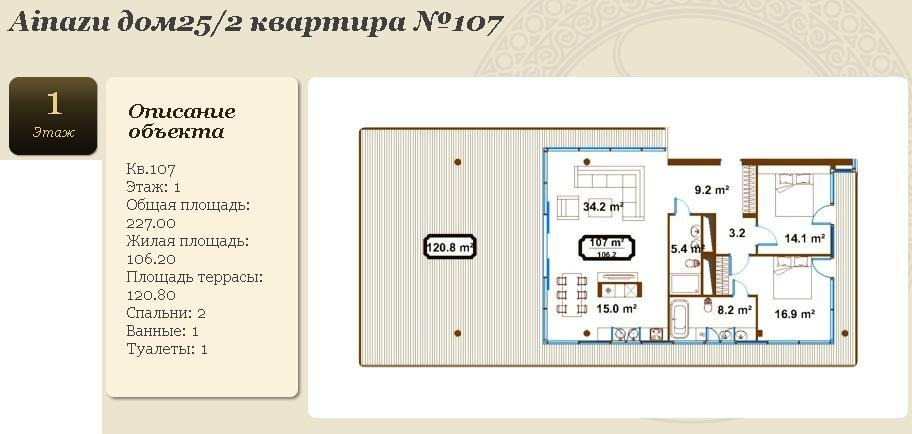 Ainazu дом25/2 квартира №107
1
Этаж
Описание
объекта
Кв.107
Этаж: 1
Общая площадь:
227.00
Жилая площадь:
106.20
Площадь террасы:
120.80
Спальни: 2
Ванные: 1
Туалеты: 1
120.8 m²
34.2 m²
107 m²
106.2
15.0 m²
9.2 m²
5.4 m²
3.2
14.1 m²
8.2 m²
16.9 m²